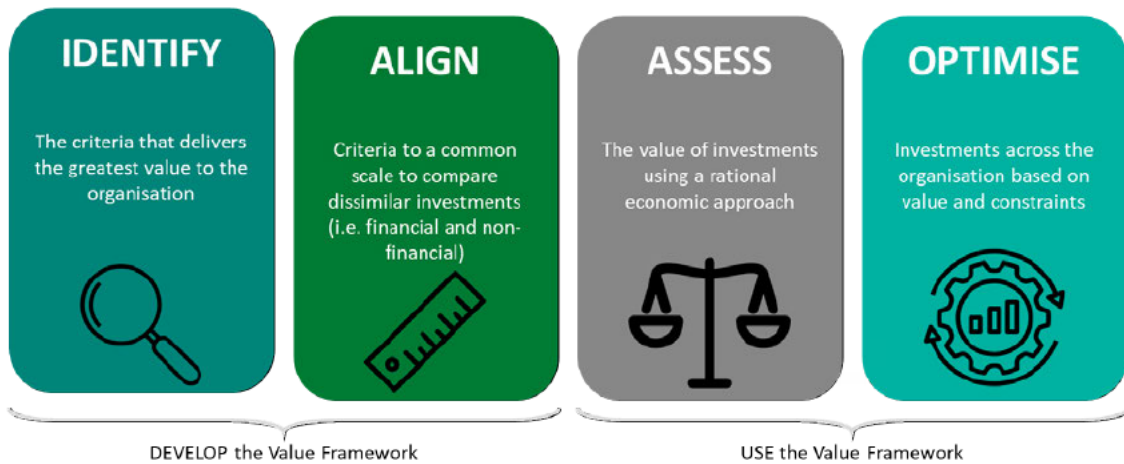 IDENTIFY
The criteria that delivers
the greatest value to the
organisation
ALIGN
Criteria to a common
scale to compare
dissimilar investments
(i.e. financial and non-
financial)
ASSESS
The value of investments
using a rational
economic approach
OPTIMISE
Investments across the
organisation based on
value and constraints
DEVELOP the Value Framework
USE the Value Framework